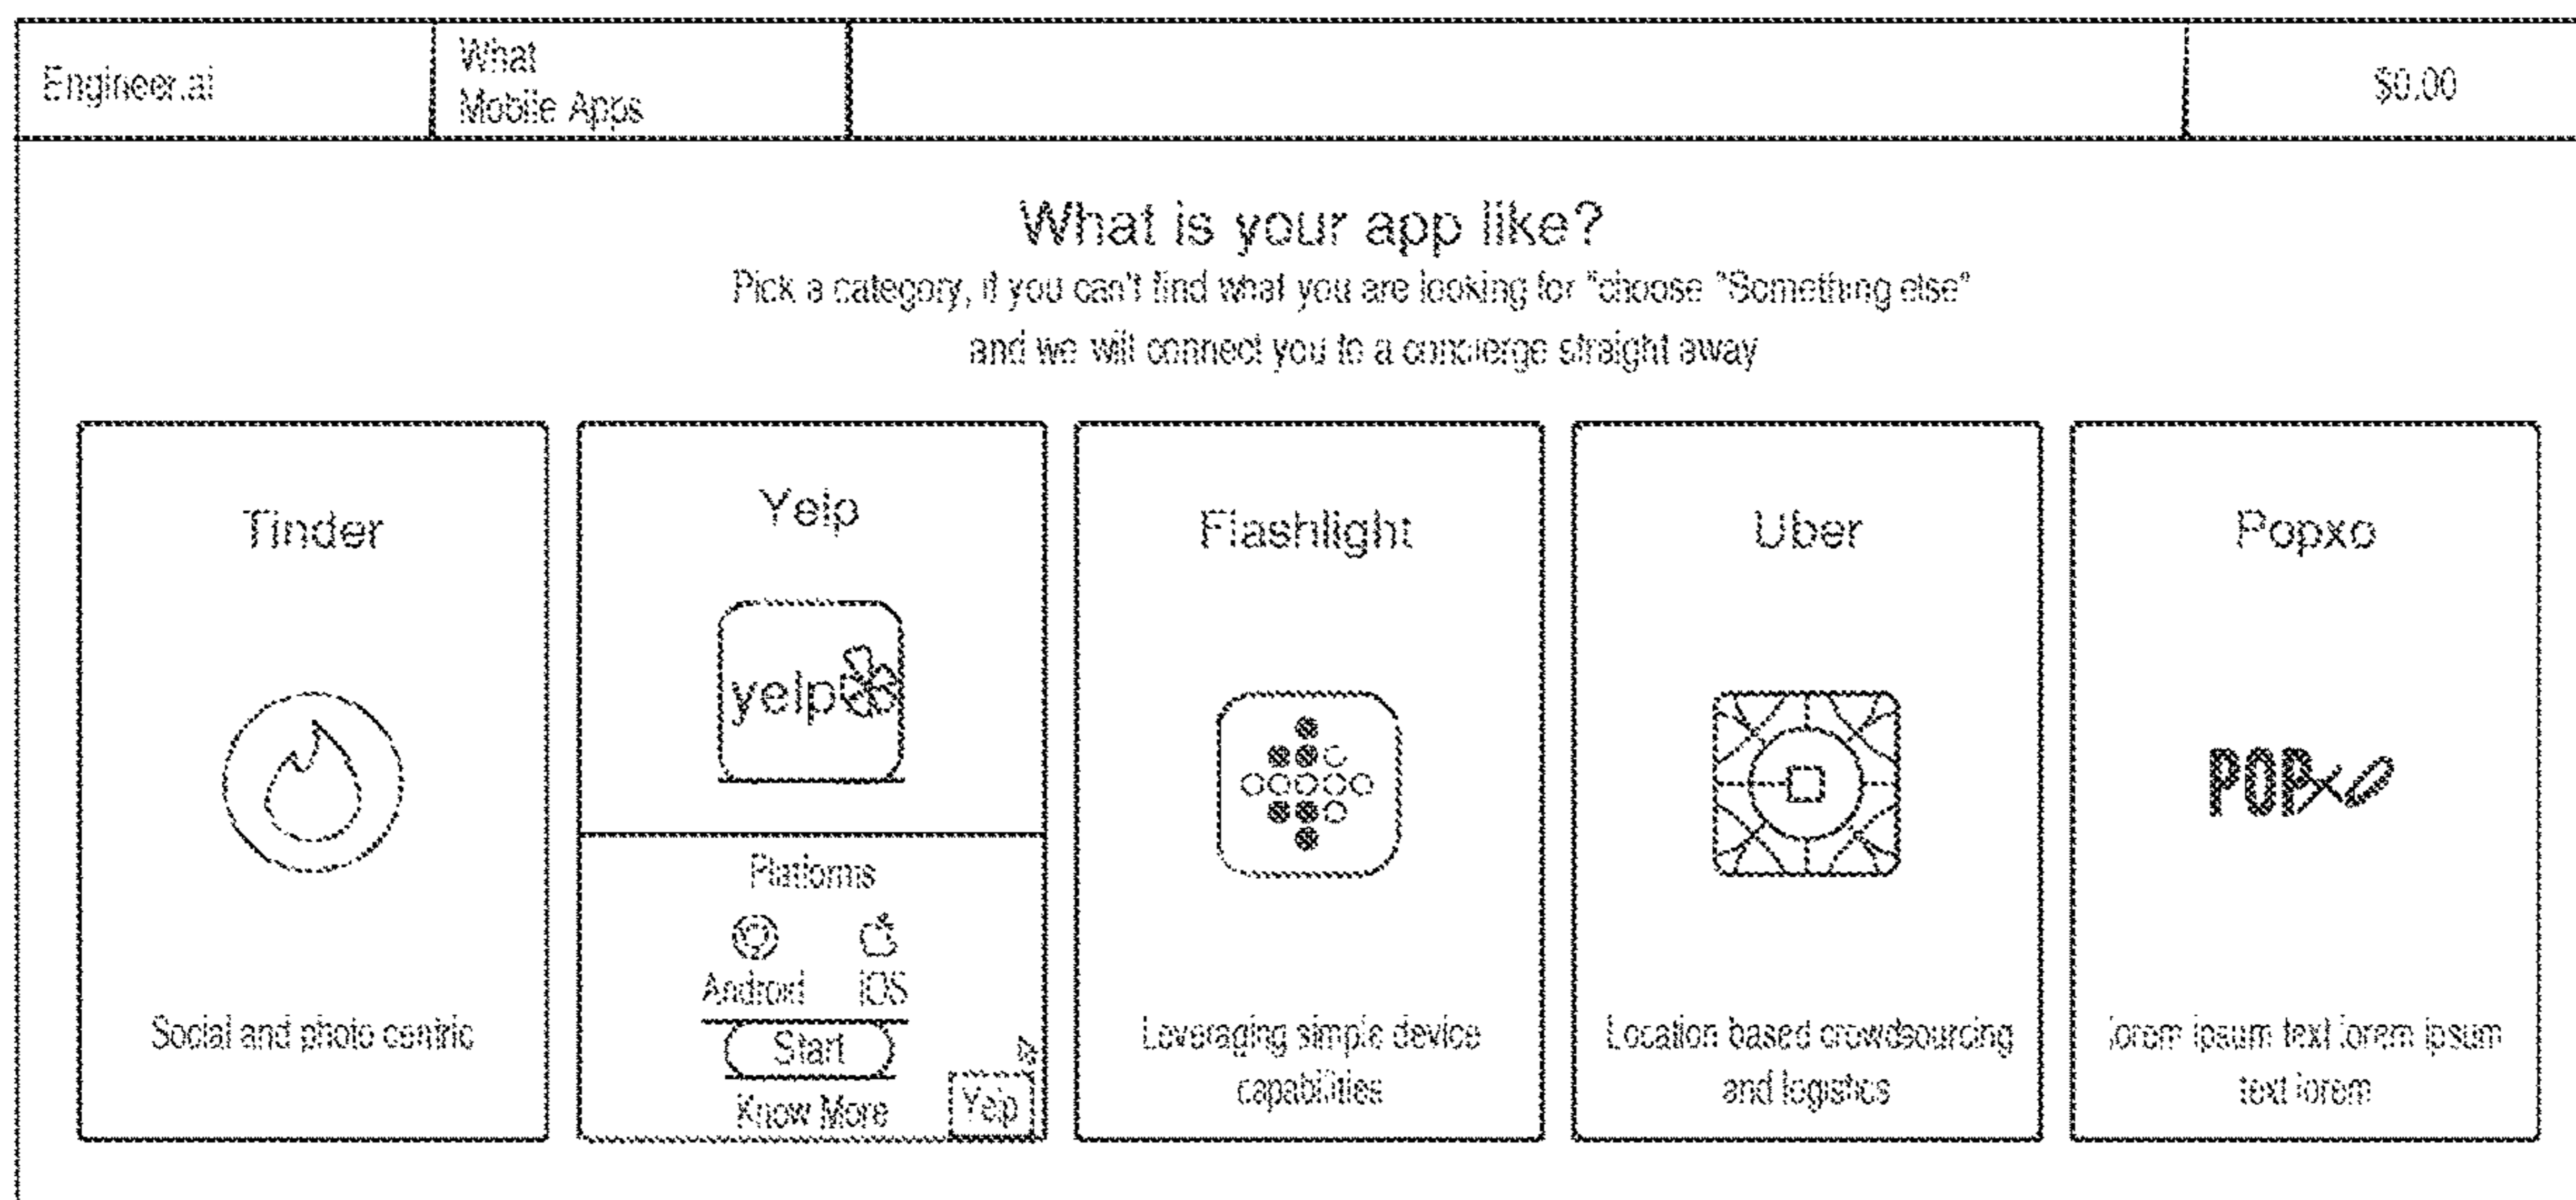 Engineer.ai
What
Mobile Apps
$0.00
What is your app like?
Pick a category, if you can't find what you are looking for "choose "Something else"
and we will connect you to a concierge straight away
Tinder
Social and photo centric
Yelp
yelp
Platforms
Android iOS
Start
Know More
Yelp
Flashlight
Leveraging simple device
capabilities
Uber
Location based crowdsourcing
and logistics
Popxo
POPxo
lorem ipsum text lorem ipsum
text lorem